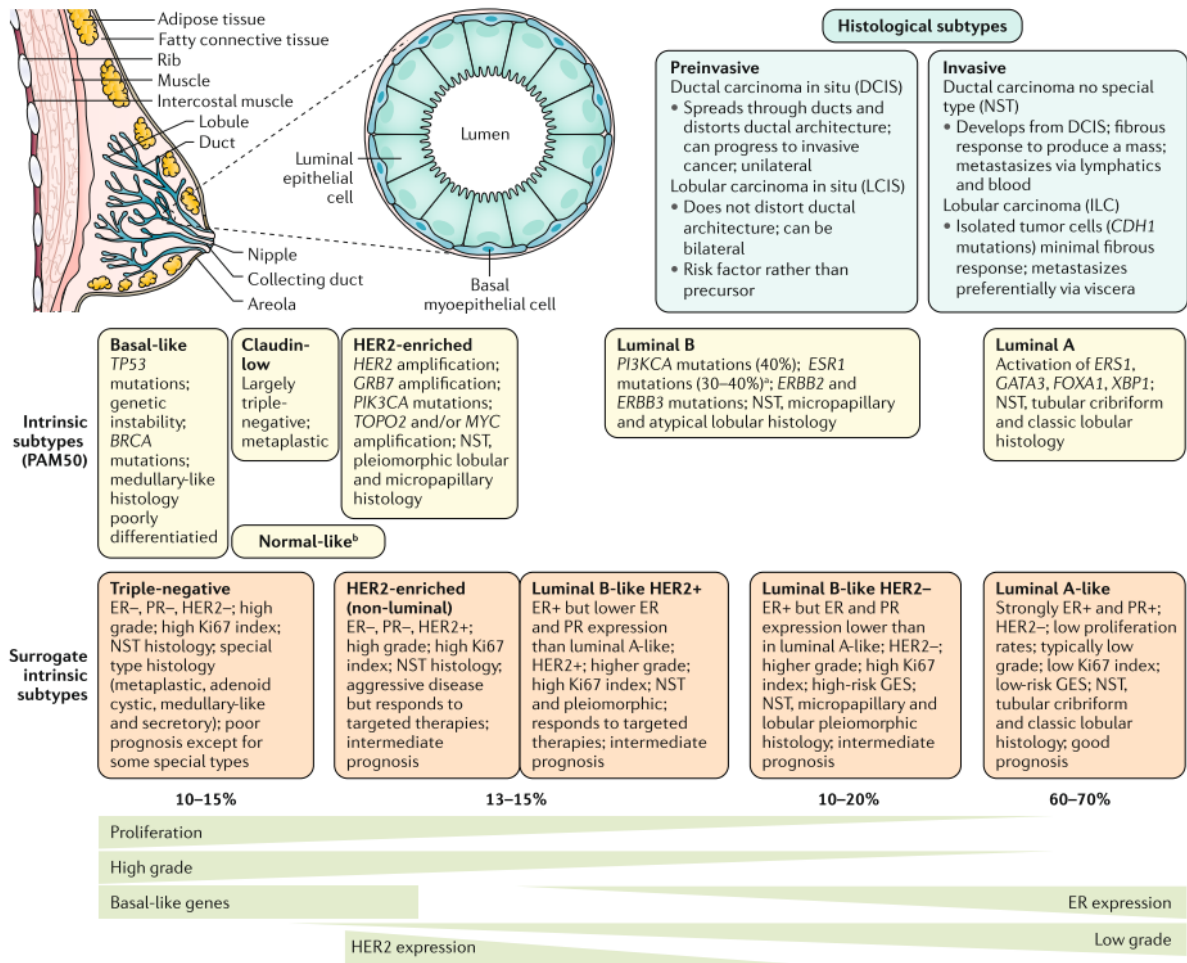 Adipose tissue
Fatty connective tissue
Rib
Muscle
Intercostal muscle
Lobule
Duct
Nipple
Collecting duct
Areola
Lumen
Luminal
epithelial
cell
Basal
myoepithelial cell
Histological subtypes
Preinvasive
Ductal carcinoma in situ (DCIS)
• Spreads through ducts and
distorts ductal architecture;
can progress to invasive
cancer; unilateral
Lobular carcinoma in situ (LCIS)
• Does not distort ductal
architecture; can be
bilateral
• Risk factor rather than
precursor
Invasive
Ductal carcinoma no special
type (NST)
• Develops from DCIS; fibrous
response to produce a mass;
metastasizes via lymphatics
and blood
Lobular carcinoma (ILC)
• Isolated tumor cells (CDH1
mutations) minimal fibrous
response; metastasizes
preferentially via viscera
Intrinsic
subtypes
(PAM50)
Basal-like
TP53
mutations;
genetic
instability;
BRCA
mutations;
medullary-like
histology
poorly
differentiatied
Claudin-
low
Largely
triple-
negative;
metaplastic
HER2-enriched
HER2 amplification;
GRB7 amplification;
PIK3CA mutations;
TOPO2 and/or MYC
amplification; NST,
pleiomorphic lobular
and micropapillary
histology
Normal-likeᵇ
Luminal B
PI3KCA mutations (40%); ESR1
mutations (30–40%)ᵃ; ERBB2 and
ERBB3 mutations; NST, micropapillary
and atypical lobular histology
Luminal A
Activation of ERS1,
GATA3, FOXA1, XBP1;
NST, tubular cribriform
and classic lobular
histology
Surrogate
intrinsic
subtypes
Triple-negative
ER–, PR–, HER2–; high
grade; high Ki67 index;
NST histology; special
type histology
(metaplastic, adenoid
cystic, medullary-like
and secretory); poor
prognosis except for
some special types
HER2-enriched
(non-luminal)
ER–, PR–, HER2+;
high grade; high Ki67
index; NST histology;
aggressive disease
but responds to
targeted therapies;
intermediate
prognosis
Luminal B-like HER2+
ER+ but lower ER
and PR expression
than luminal A-like;
HER2+; higher grade;
high Ki67 index; NST
and pleiomorphic;
responds to targeted
therapies; intermediate
prognosis
Luminal B-like HER2–
ER+ but ER and PR
expression lower than
in luminal A-like; HER2–;
higher grade; high Ki67
index; high-risk GES;
NST, micropapillary and
lobular pleiomorphic
histology; intermediate
prognosis
Luminal A-like
Strongly ER+ and PR+;
HER2–; low proliferation
rates; typically low
grade; low Ki67 index;
low-risk GES; NST,
tubular cribriform
and classic lobular
histology; good
prognosis
10–15%
13–15%
10–20%
60–70%
Proliferation
High grade
Basal-like genes
ER expression
Low grade
HER2 expression